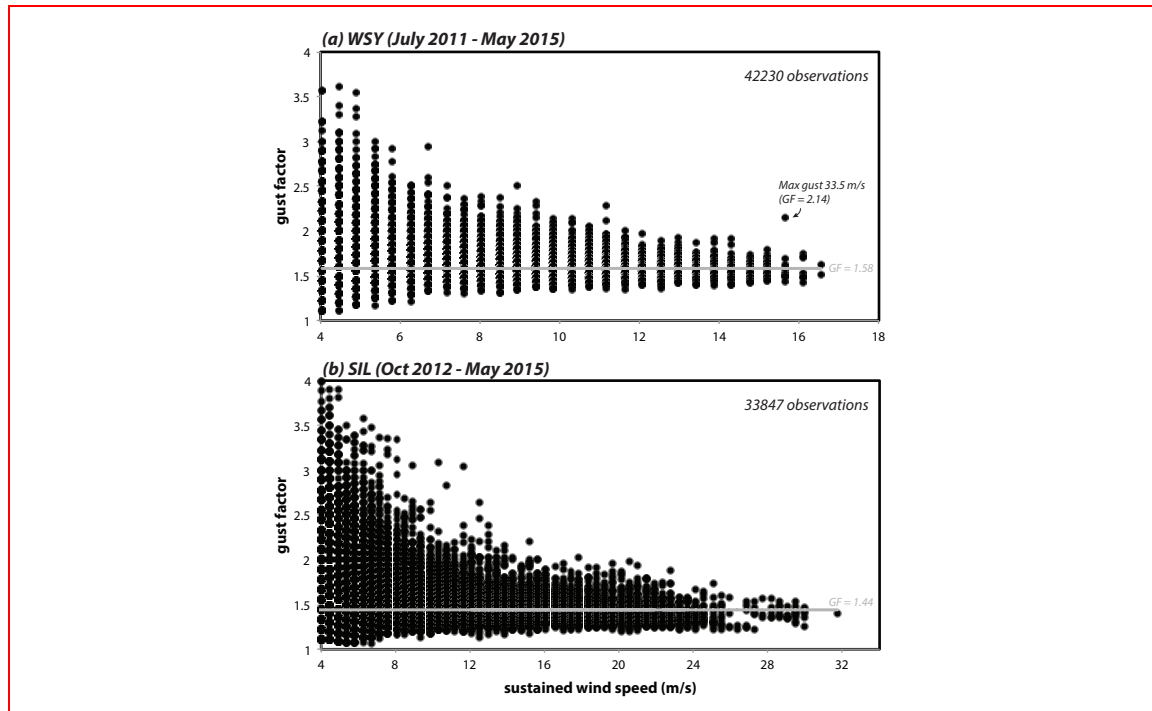 (a) WSY (July 2011 - May 2015)
4
42230 observations
3.5
3
Max gust 33.5 m/s
(GF = 2.14)
2.5
gust factor
2
GF = 1.58
1.5
1
4 6 8 10 12 14 16 18
(b) SIL (Oct 2012 - May 2015)
4
33847 observations
3.5
3
2.5
gust factor
2
GF = 1.44
1.5
1
4 8 12 16 20 24 28 32
sustained wind speed (m/s)